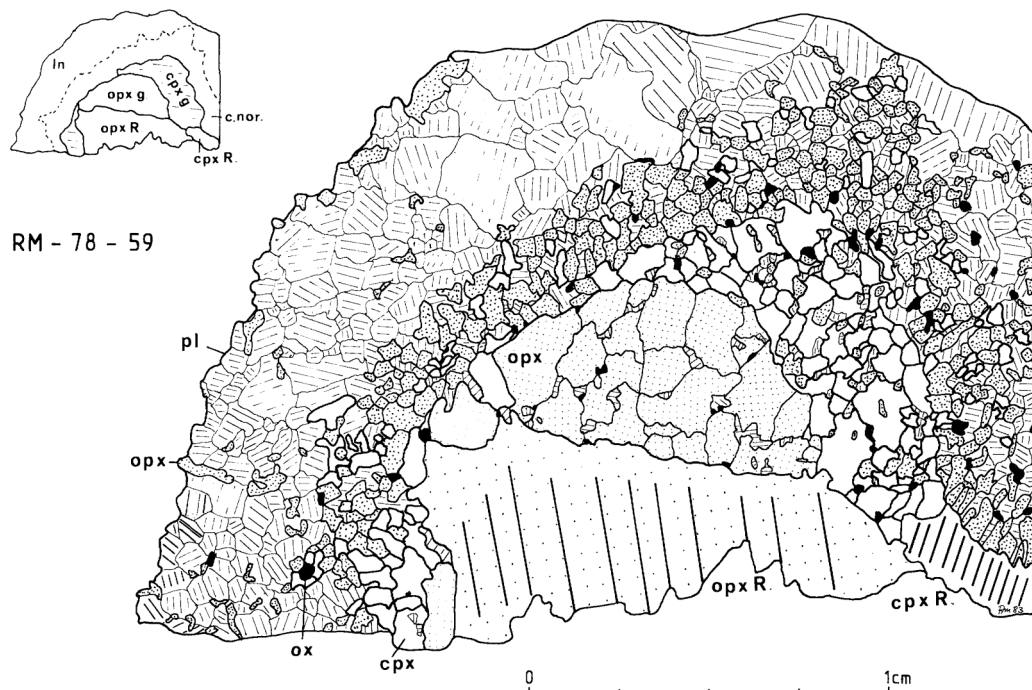 ln
cpx g
opx g.
opx R
c.nor.
cpx R.
RM - 78 - 59
pl
opx
opx
ox
cpx
opx R.
cpx R.
0
1cm